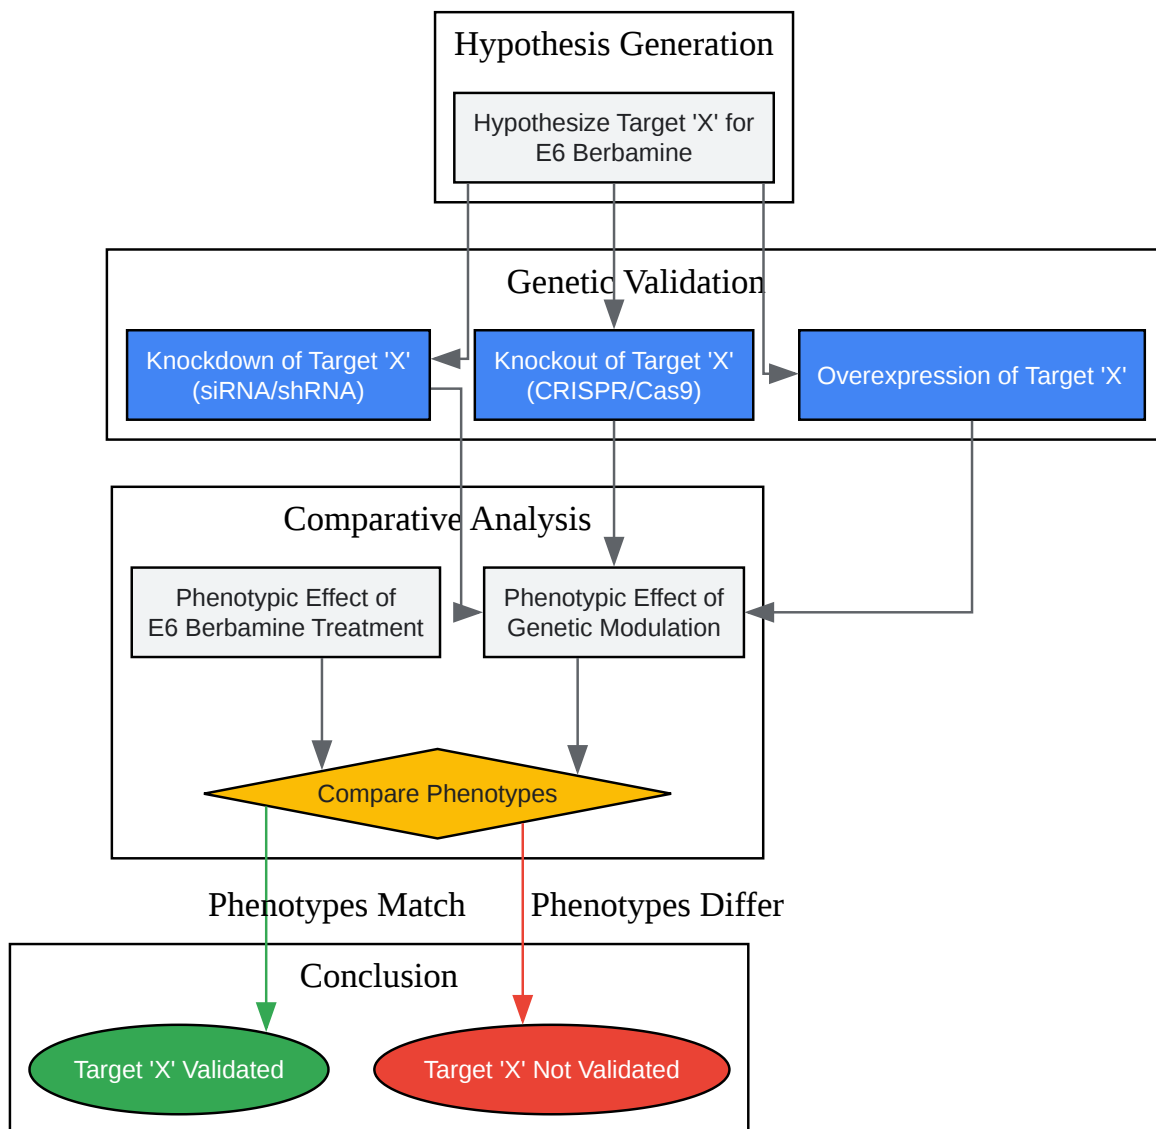 Hypothesis Generation
Hypothesize Target 'X' for
E6 Berbamine
Genetic Validation
Knockdown of Target 'X'
(siRNA/shRNA)
Knockout of Target 'X'
(CRISPR/Cas9)
Overexpression of Target 'X'
Comparative Analysis
Phenotypic Effect of
E6 Berbamine Treatment
Phenotypic Effect of
Genetic Modulation
Compare Phenotypes
Phenotypes Match
Phenotypes Differ
Conclusion
Target 'X' Validated
Target 'X' Not Validated